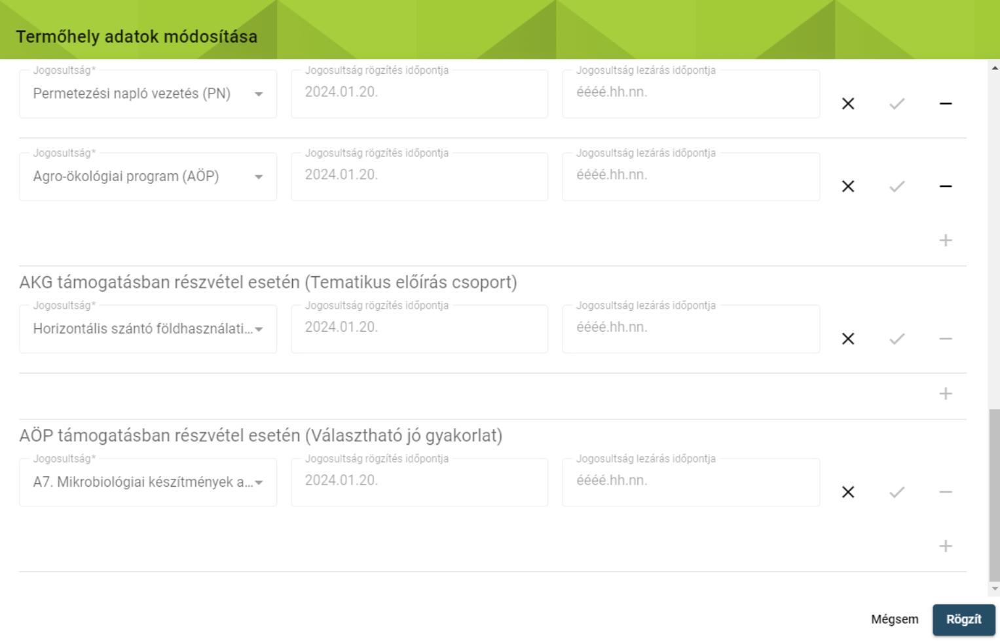 Termőhely adatok módosítása
Jogosultság* Jogosultság rögzítés időpontja Jogosultság lezárás időpontja
Permetezési napló vezetés (PN) 2024.01.20. éééé.hh.nn.
Jogosultság* Jogosultság rögzítés időpontja Jogosultság lezárás időpontja
Agro-ökológiai program (AÖP) 2024.01.20. éééé.hh.nn.
AKG támogatásban részvétel esetén (Tematikus előírás csoport)
Jogosultság* Jogosultság rögzítés időpontja Jogosultság lezárás időpontja
Horizontális szántó földhasználati... 2024.01.20. éééé.hh.nn.
AÖP támogatásban részvétel esetén (Választható jó gyakorlat)
Jogosultság* Jogosultság rögzítés időpontja Jogosultság lezárás időpontja
A7. Mikrobiológiai készítmények a... 2024.01.20. éééé.hh.nn.
Mégsem Rögzít